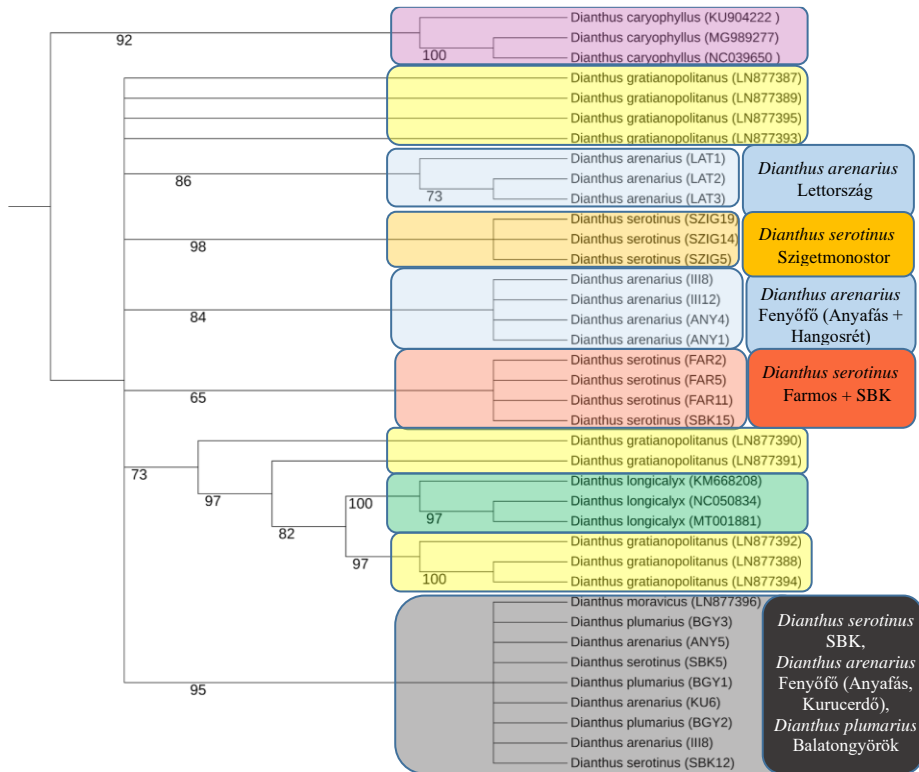 Dianthus caryophyllus (KU904222 )
92
Dianthus caryophyllus (MG989277)
100
Dianthus caryophyllus (NC039650 )
Dianthus gratianopolitanus (LN877387)
Dianthus gratianopolitanus (LN877389)
Dianthus gratianopolitanus (LN877395)
Dianthus gratianopolitanus (LN877393)
Dianthus arenarius (LAT1)
86
Dianthus arenarius (LAT2)
73
Dianthus arenarius (LAT3)
Dianthus arenarius
Lettország
Dianthus serotinus (SZIG19)
98
Dianthus serotinus (SZIG14)
Dianthus serotinus (SZIG5)
Dianthus serotinus
Szigetmonostor
Dianthus arenarius (III8)
Dianthus arenarius (III12)
84
Dianthus arenarius (ANY4)
Dianthus arenarius (ANY1)
Dianthus arenarius
Fenyőfő (Anyafás +
Hangosrét)
Dianthus serotinus (FAR2)
Dianthus serotinus (FAR5)
65
Dianthus serotinus (FAR11)
Dianthus serotinus (SBK15)
Dianthus serotinus
Farmos + SBK
Dianthus gratianopolitanus (LN877390)
73
Dianthus gratianopolitanus (LN877391)
97
Dianthus longicalyx (KM668208)
100
Dianthus longicalyx (NC050834)
97
Dianthus longicalyx (MT001881)
82
Dianthus gratianopolitanus (LN877392)
97
Dianthus gratianopolitanus (LN877388)
100
Dianthus gratianopolitanus (LN877394)
Dianthus moravicus (LN877396)
Dianthus plumarius (BGY3)
Dianthus arenarius (ANY5)
Dianthus serotinus (SBK5)
95
Dianthus plumarius (BGY1)
Dianthus arenarius (KU6)
Dianthus plumarius (BGY2)
Dianthus arenarius (III8)
Dianthus serotinus (SBK12)
Dianthus serotinus
SBK,
Dianthus arenarius
Fenyőfő (Anyafás,
Kurucerdő),
Dianthus plumarius
Balatongyörök